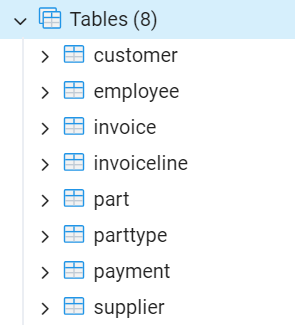 Tables (8)
customer
employee
invoice
invoiceline
part
parttype
payment
supplier